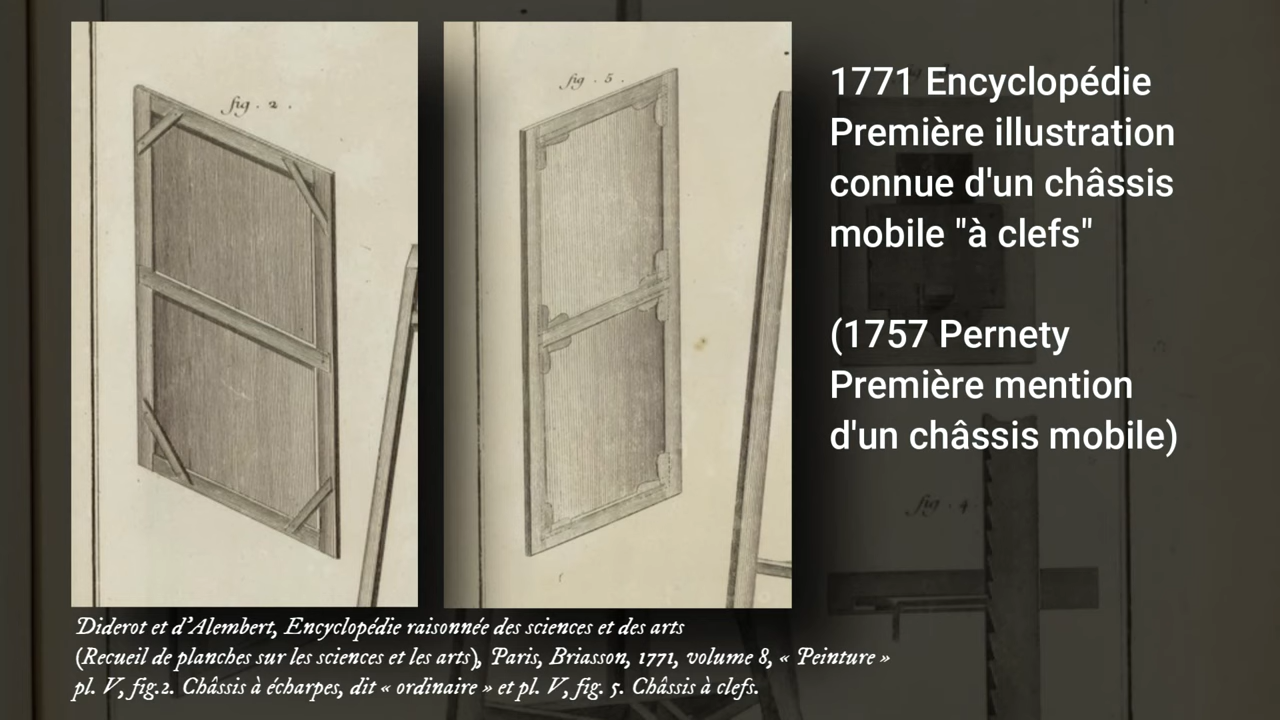 fig . 2 .
fig . 5 .
1771 Encyclopédie
Première illustration
connue d'un châssis
mobile "à clefs"
(1757 Pernety
Première mention
d'un châssis mobile)
fig . 4
Diderot et d'Alembert, Encyclopédie raisonnée des sciences et des arts
(Recueil de planches sur les sciences et les arts), Paris, Briasson, 1771, volume 8, « Peinture »
pl. V, fig.2. Châssis à écharpes, dit « ordinaire » et pl. V, fig. 5. Châssis à clefs.